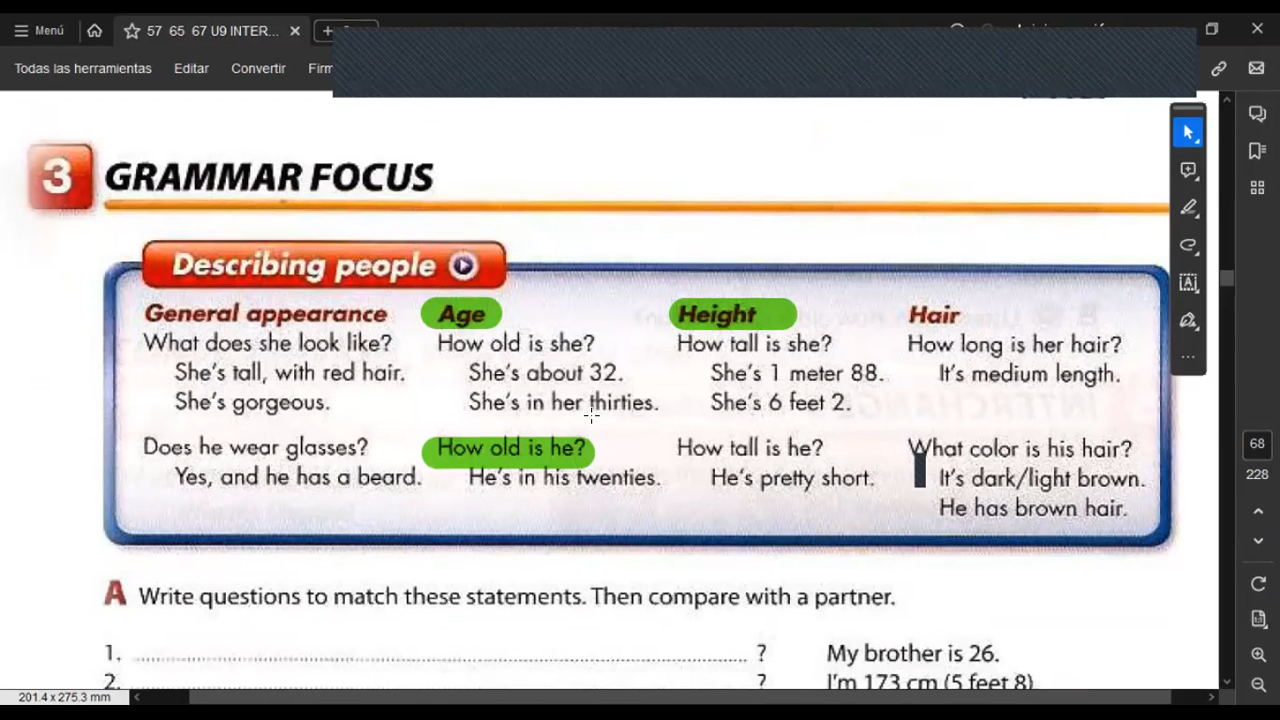 Menú
57 65 67 U9 INTER...
Todas las herramientas Editar Convertir Firm
3 GRAMMAR FOCUS
Describing people
General appearance
What does she look like?
She's tall, with red hair.
She's gorgeous.
Does he wear glasses?
Yes, and he has a beard.
Age
How old is she?
She's about 32.
She's in her thirties.
How old is he?
He's in his twenties.
Height
How tall is she?
She's 1 meter 88.
She's 6 feet 2.
How tall is he?
He's pretty short.
Hair
How long is her hair?
It's medium length.
What color is his hair?
It's dark/light brown.
He has brown hair.
A Write questions to match these statements. Then compare with a partner.
1. ? My brother is 26.
2. ? I'm 173 cm (5 feet 8).
68
228
201.4 x 275.3 mm